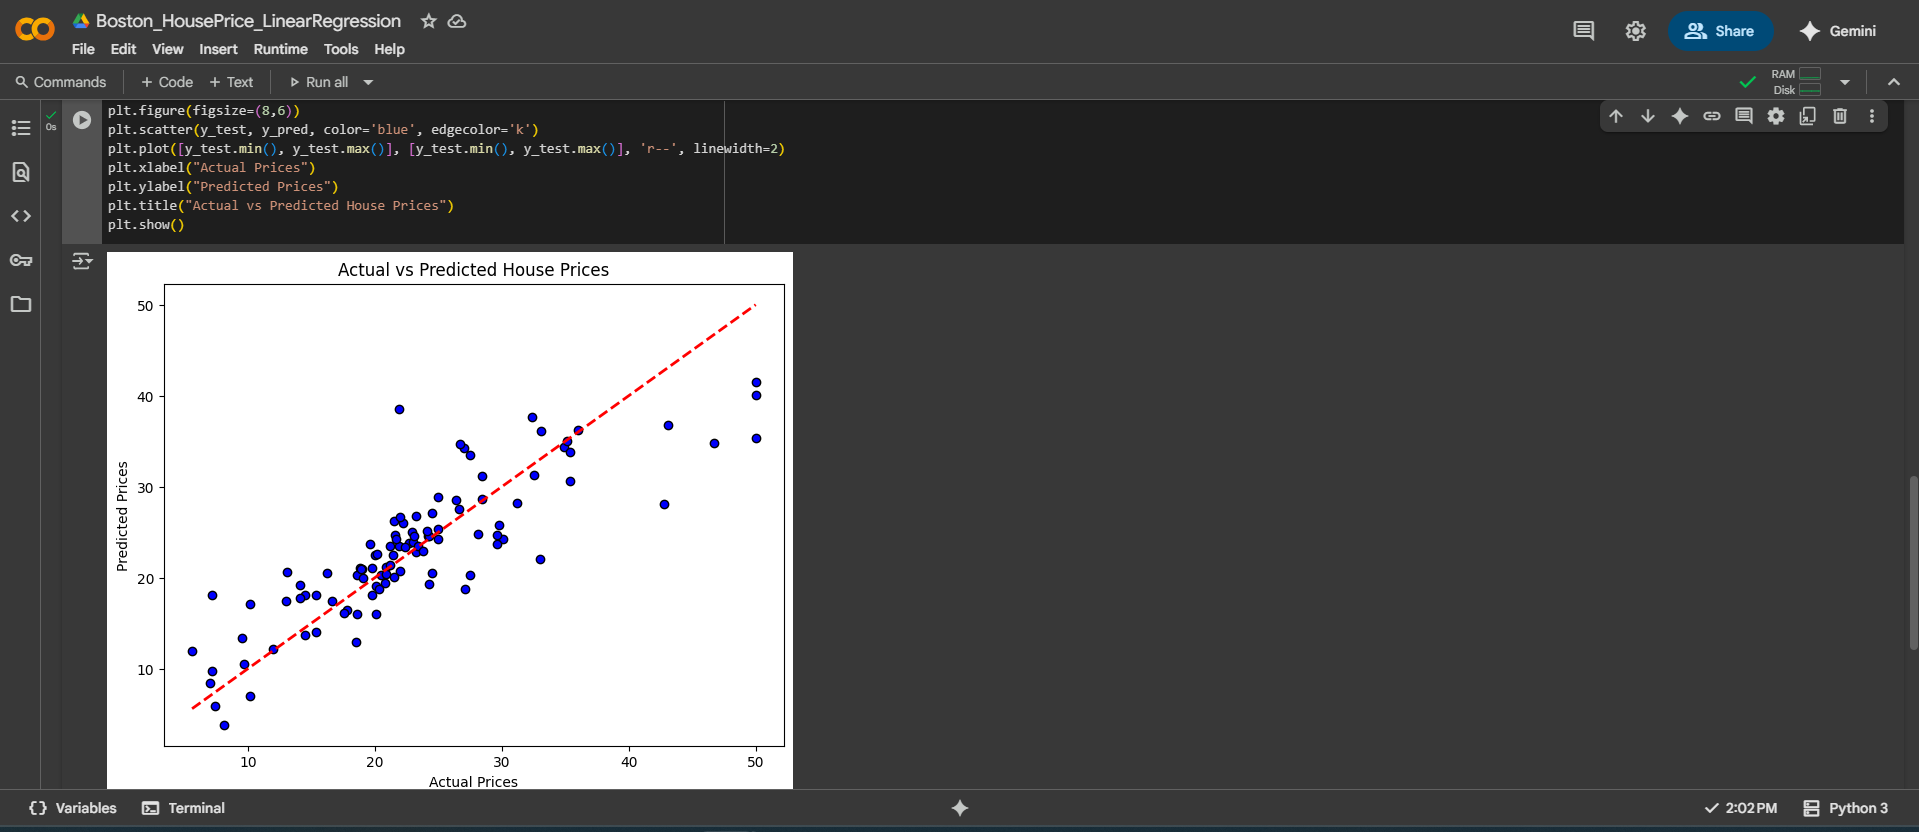 Boston_HousePrice_LinearRegression
File Edit View Insert Runtime Tools Help
Share
Gemini
Commands + Code + Text Run all
RAM
Disk
0s
plt.figure(figsize=(8,6))
plt.scatter(y_test, y_pred, color='blue', edgecolor='k')
plt.plot([y_test.min(), y_test.max()], [y_test.min(), y_test.max()], 'r--', linewidth=2)
plt.xlabel("Actual Prices")
plt.ylabel("Predicted Prices")
plt.title("Actual vs Predicted House Prices")
plt.show()
Actual vs Predicted House Prices
50
40
30
20
10
Predicted Prices
10 20 30 40 50
Actual Prices
Variables Terminal
2:02 PM Python 3